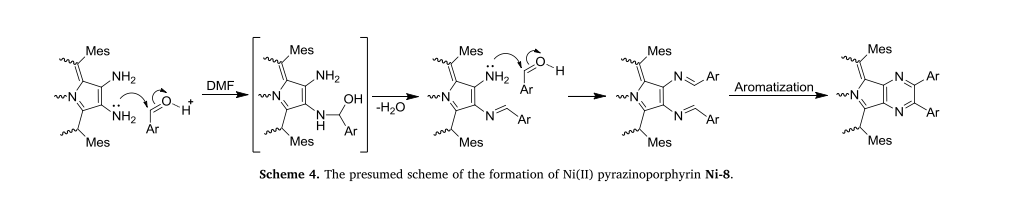 Mes
NH₂
N
NH₂
Mes
O
H⁺
Ar
DMF
Mes
NH₂
N
OH
N
H
Ar
Mes
-H₂O
Mes
NH₂
N
N
Ar
Mes
O
H
Ar
Mes
N
Ar
N
N
Ar
Mes
Aromatization
Mes
N
Ar
N
N
Ar
Mes
Scheme 4. The presumed scheme of the formation of Ni(II) pyrazinoporphyrin Ni-8.